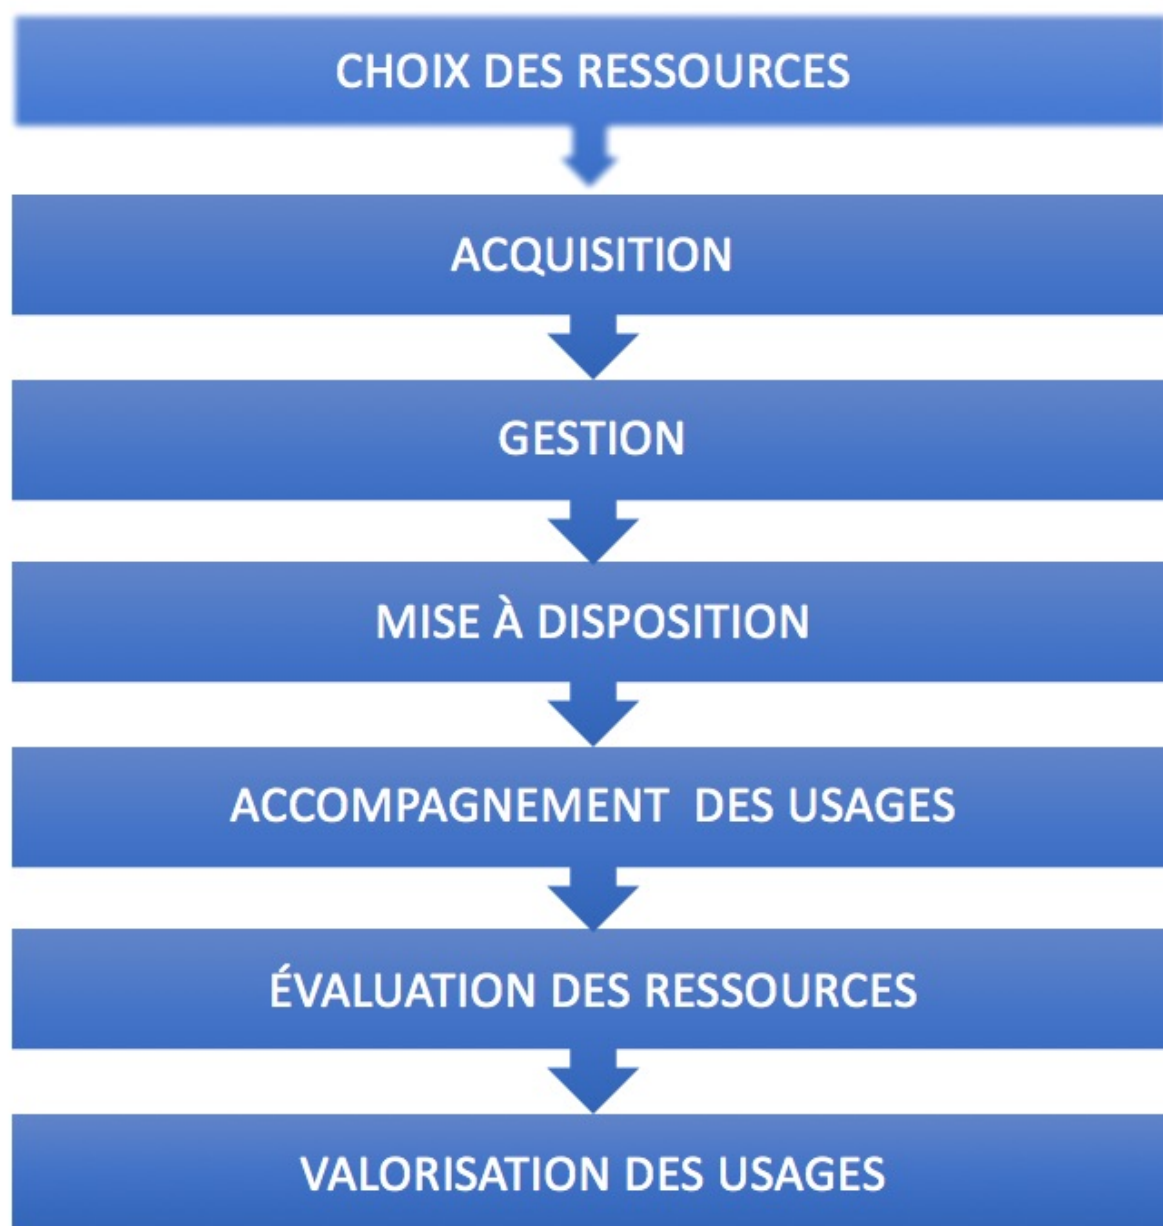 CHOIX DES RESSOURCES
ACQUISITION
GESTION
MISE À DISPOSITION
ACCOMPAGNEMENT DES USAGES
ÉVALUATION DES RESSOURCES
VALORISATION DES USAGES